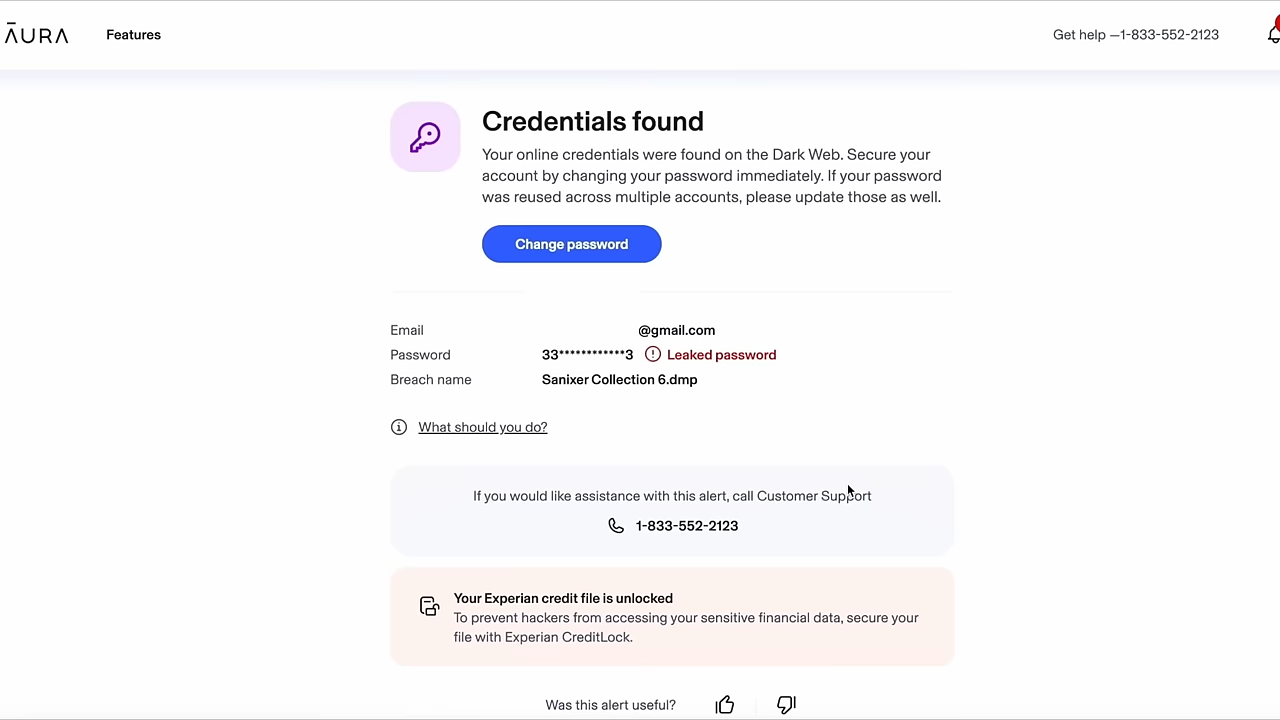 ĀURA Features Get help —1-833-552-2123
Credentials found
Your online credentials were found on the Dark Web. Secure your
account by changing your password immediately. If your password
was reused across multiple accounts, please update those as well.
Change password
Email @gmail.com
Password 33************3 Leaked password
Breach name Sanixer Collection 6.dmp
What should you do?
If you would like assistance with this alert, call Customer Support
1-833-552-2123
Your Experian credit file is unlocked
To prevent hackers from accessing your sensitive financial data, secure your
file with Experian CreditLock.
Was this alert useful?